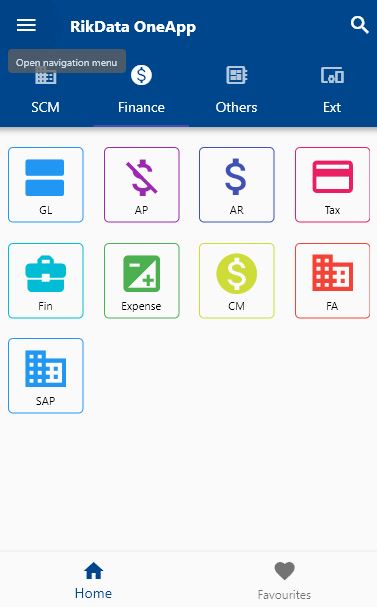 RikData OneApp
Open navigation menu
SCM Finance Others Ext
GL AP AR Tax
Fin Expense CM FA
SAP
Home Favourites